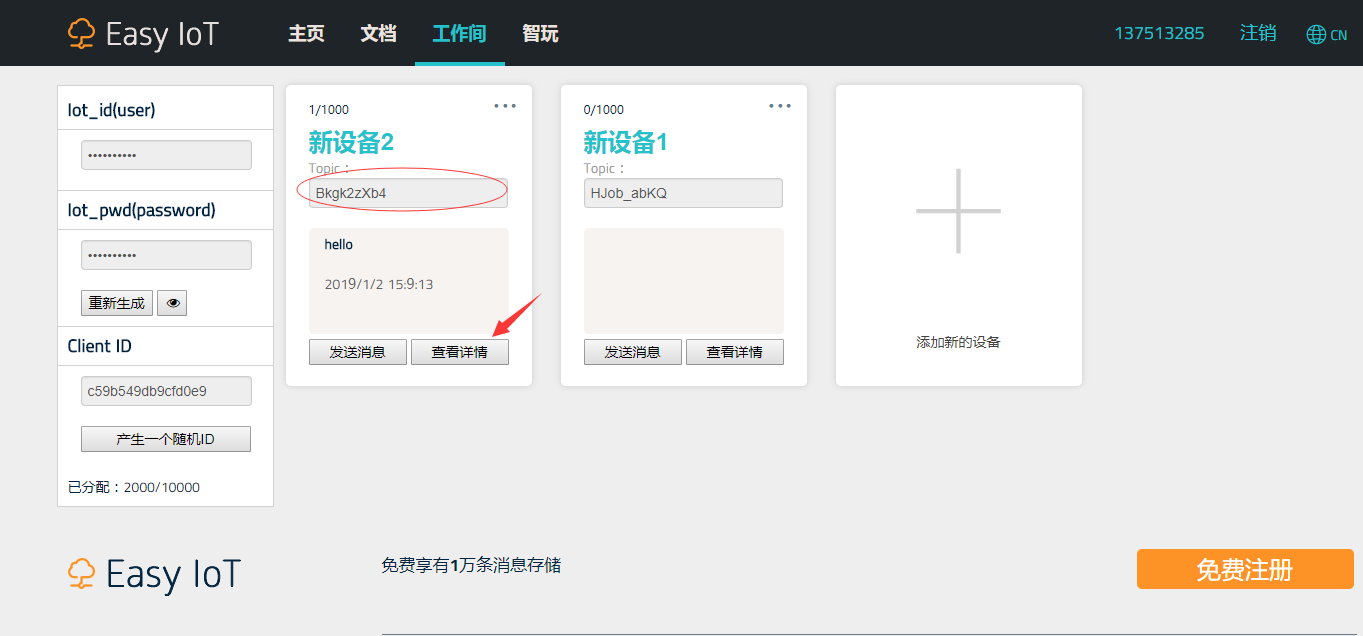 Easy IoT
主页 文档 工作间 智玩
137513285 注销 CN
Iot_id(user)
••••••••••
Iot_pwd(password)
••••••••••
重新生成
Client ID
c59b549db9cfd0e9
产生一个随机ID
已分配：2000/10000
1/1000
新设备2
Topic：
Bkgk2zXb4
hello
2019/1/2 15:9:13
发送消息 查看详情
0/1000
新设备1
Topic：
HJob_abKQ
发送消息 查看详情
添加新的设备
Easy IoT
免费享有1万条消息存储
免费注册